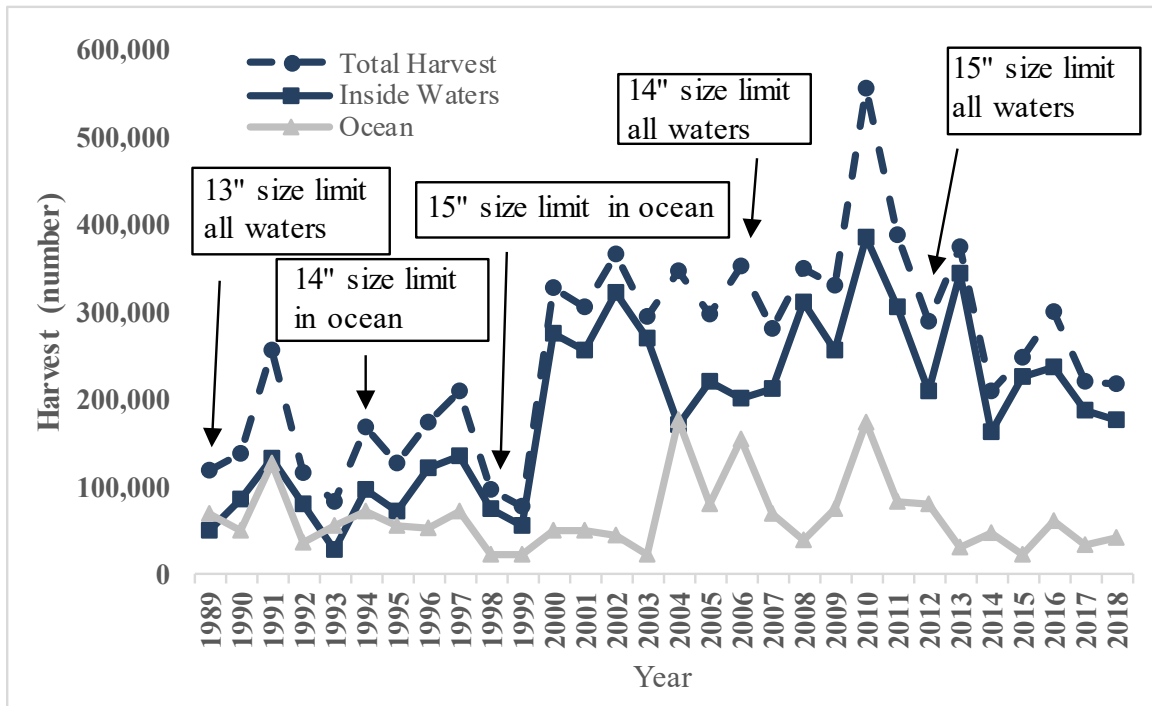 600,000
500,000
400,000
300,000
200,000
100,000
0
Harvest (number)
Total Harvest
Inside Waters
Ocean
13" size limit
all waters
14" size limit
in ocean
15" size limit in ocean
14" size limit
all waters
15" size limit
all waters
1989
1990
1991
1992
1993
1994
1995
1996
1997
1998
1999
2000
2001
2002
2003
2004
2005
2006
2007
2008
2009
2010
2011
2012
2013
2014
2015
2016
2017
2018
Year